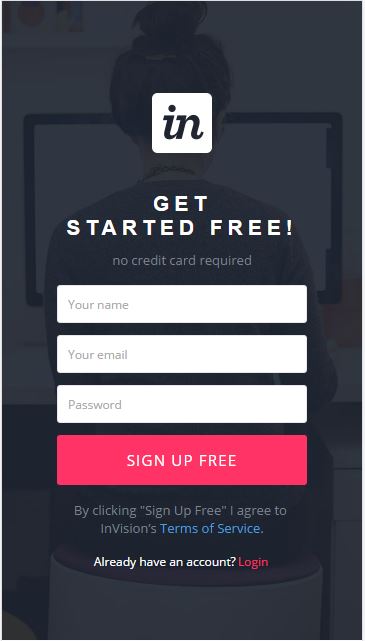 in
GET
STARTED FREE!
no credit card required
Your name
Your email
Password
SIGN UP FREE
By clicking "Sign Up Free" I agree to
InVision's Terms of Service.
Already have an account? Login